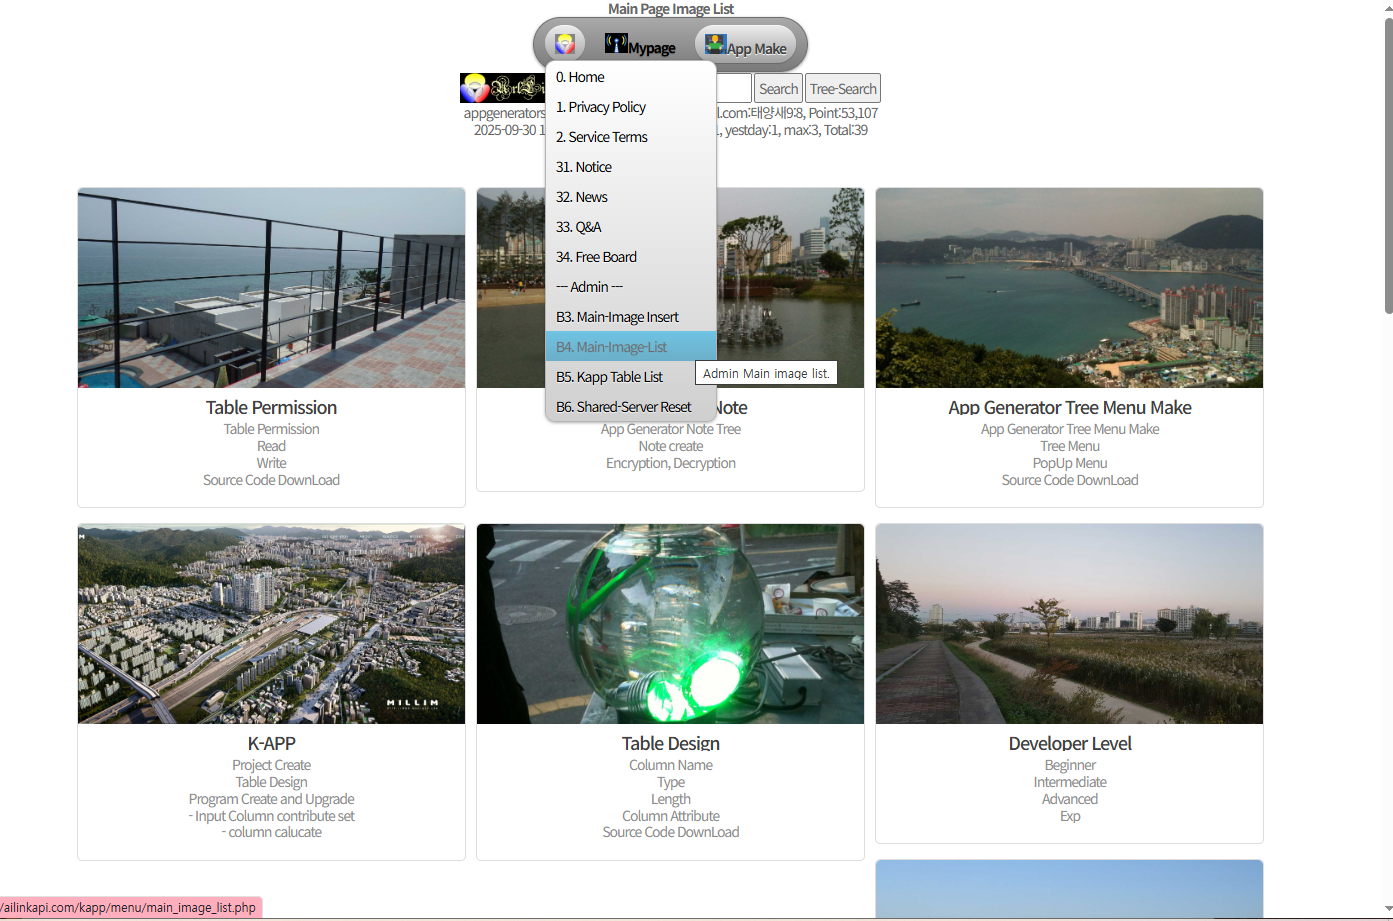 Main Page Image List
Mypage
App Make
0. Home
1. Privacy Policy
2. Service Terms
31. Notice
32. News
33. Q&A
34. Free Board
--- Admin ---
B3. Main-Image Insert
B4. Main-Image-List
B5. Kapp Table List
B6. Shared-Server Reset
Admin Main image list.
Search
Tree-Search
appgenerators
l.com:태양새9:8, Point:53,107
2025-09-30 1
, yestday:1, max:3, Total:39
Table Permission
Table Permission
Read
Write
Source Code DownLoad
Note
App Generator Note Tree
Note create
Encryption, Decryption
App Generator Tree Menu Make
App Generator Tree Menu Make
Tree Menu
PopUp Menu
Source Code DownLoad
MILLIM
K-APP
Project Create
Table Design
Program Create and Upgrade
- Input Column contribute set
- column calucate
Table Design
Column Name
Type
Length
Column Attribute
Source Code DownLoad
Developer Level
Beginner
Intermediate
Advanced
Exp
/ailinkapi.com/kapp/menu/main_image_list.php